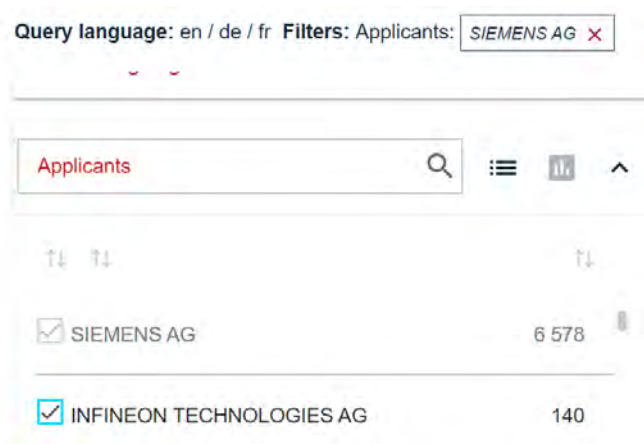 Query language: en / de / fr Filters: Applicants: SIEMENS AG ×
Applicants
SIEMENS AG 6 578
INFINEON TECHNOLOGIES AG 140